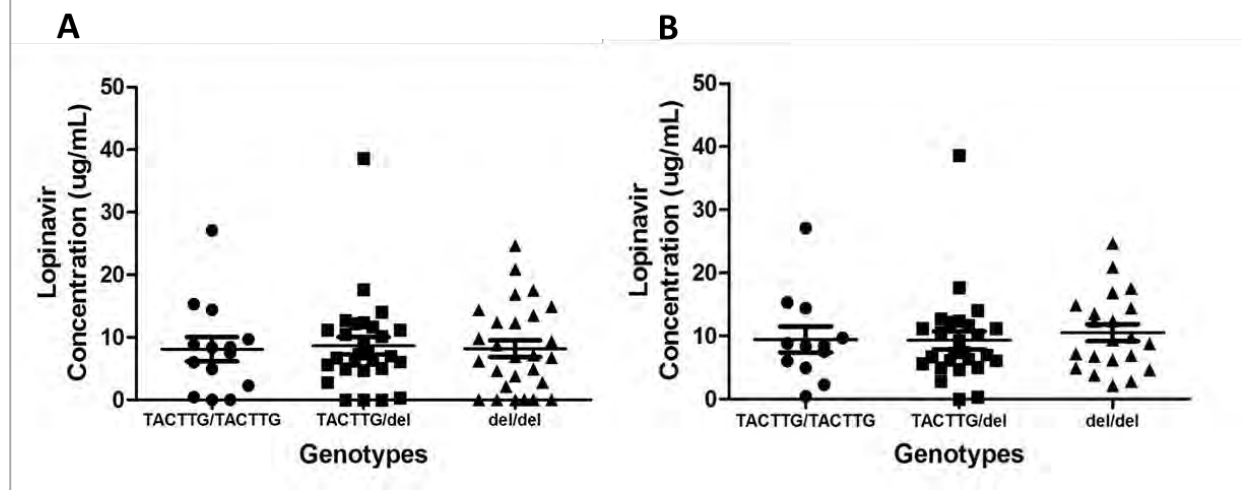 A
Lopinavir
Concentration (ug/mL)
50
40
30
20
10
0
TACTTG/TACTTG
TACTTG/del
del/del
Genotypes
B
Lopinavir
Concentration (ug/mL)
50
40
30
20
10
0
TACTTG/TACTTG
TACTTG/del
del/del
Genotypes